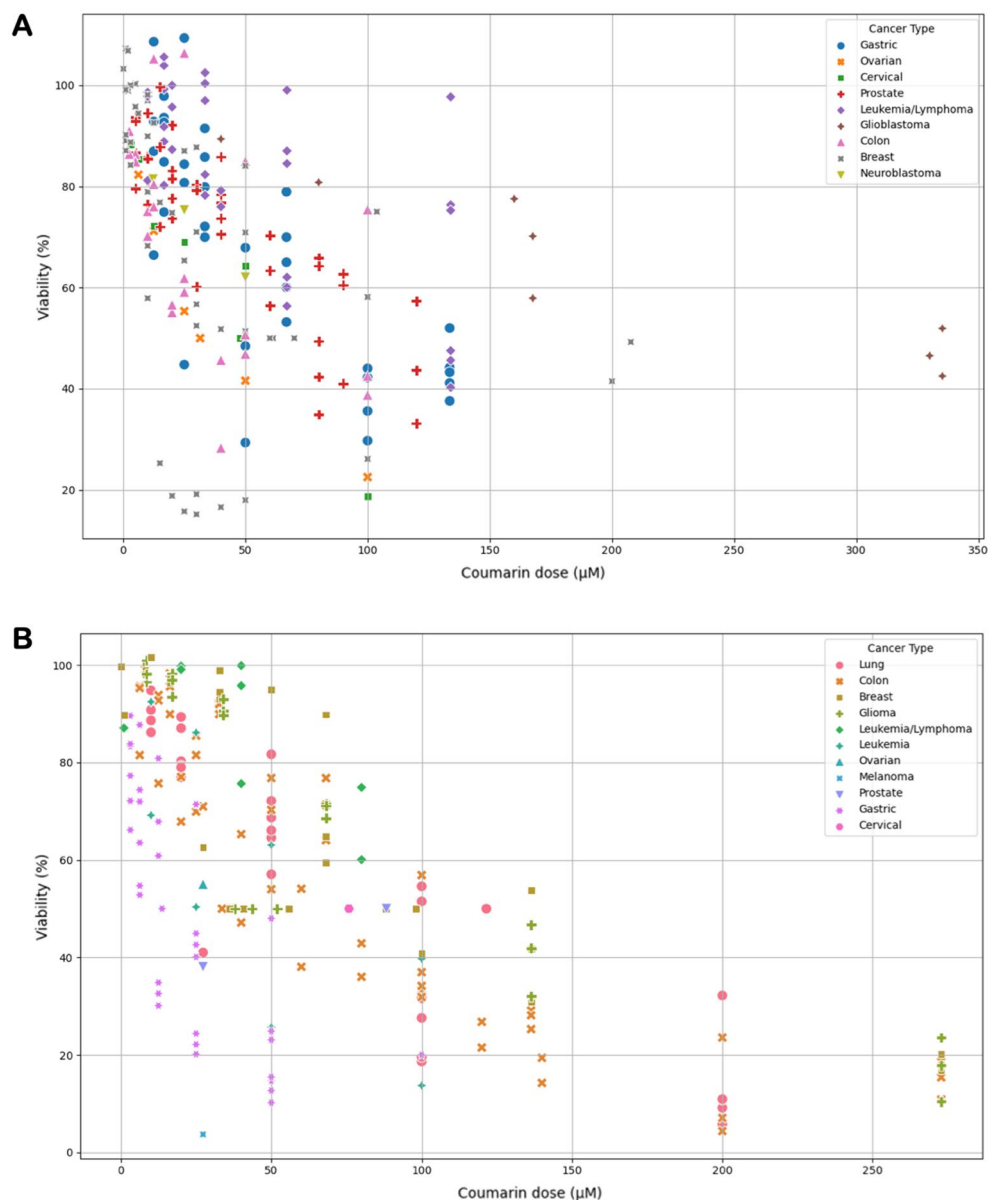 A
Cancer Type
Gastric
Ovarian
Cervical
Prostate
Leukemia/Lymphoma
Glioblastoma
Colon
Breast
Neuroblastoma
Viability (%)
100
80
60
40
20
0 50 100 150 200 250 300 350
Coumarin dose (μM)
B
Cancer Type
Lung
Colon
Breast
Glioma
Leukemia/Lymphoma
Leukemia
Ovarian
Melanoma
Prostate
Gastric
Cervical
Viability (%)
100
80
60
40
20
0
0 50 100 150 200 250
Coumarin dose (μM)